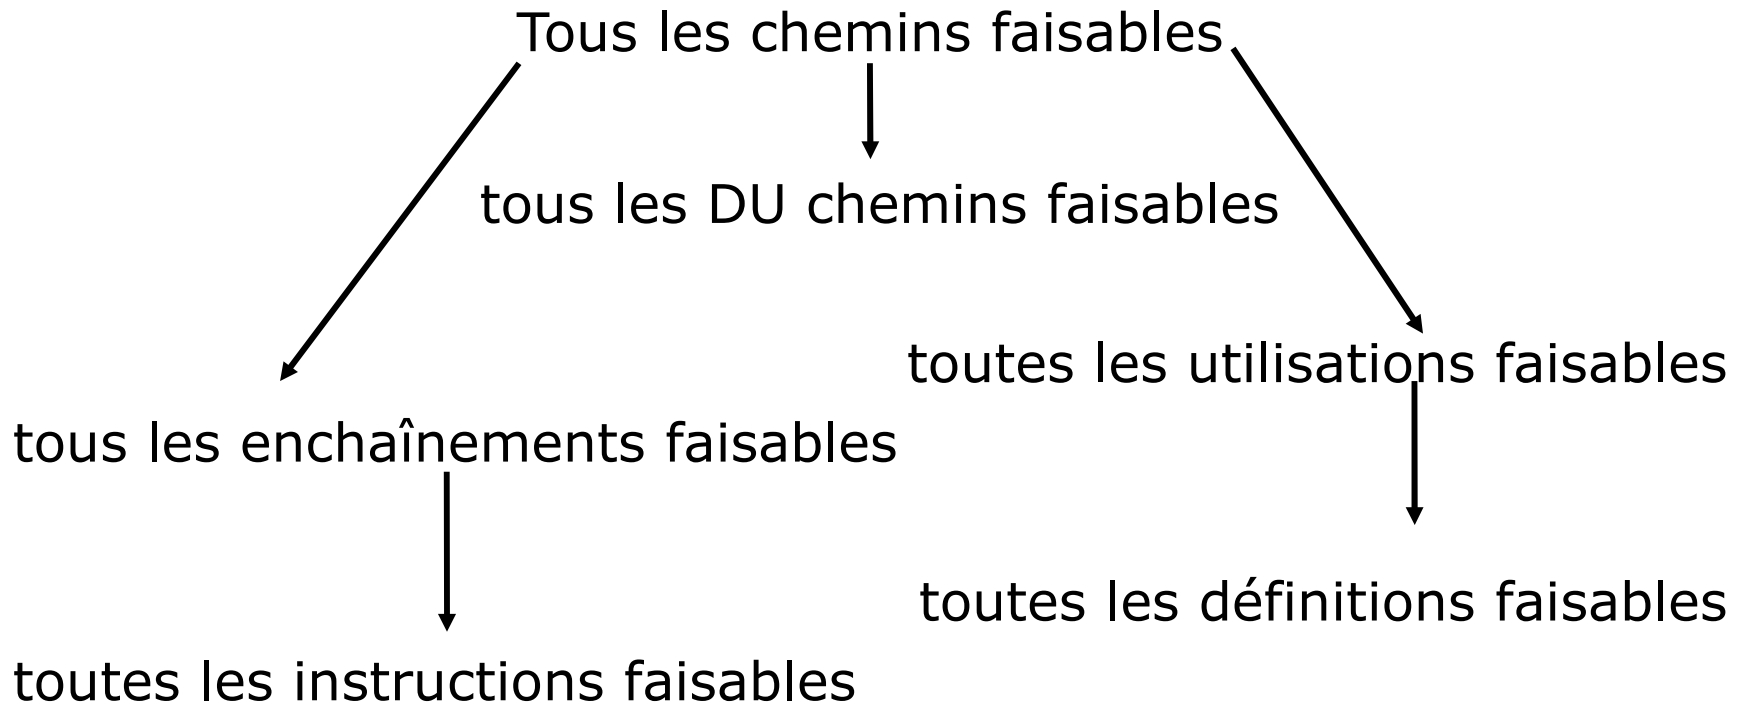 Tous les chemins faisables
tous les DU chemins faisables
toutes les utilisations faisables
tous les enchaînements faisables
toutes les définitions faisables
toutes les instructions faisables